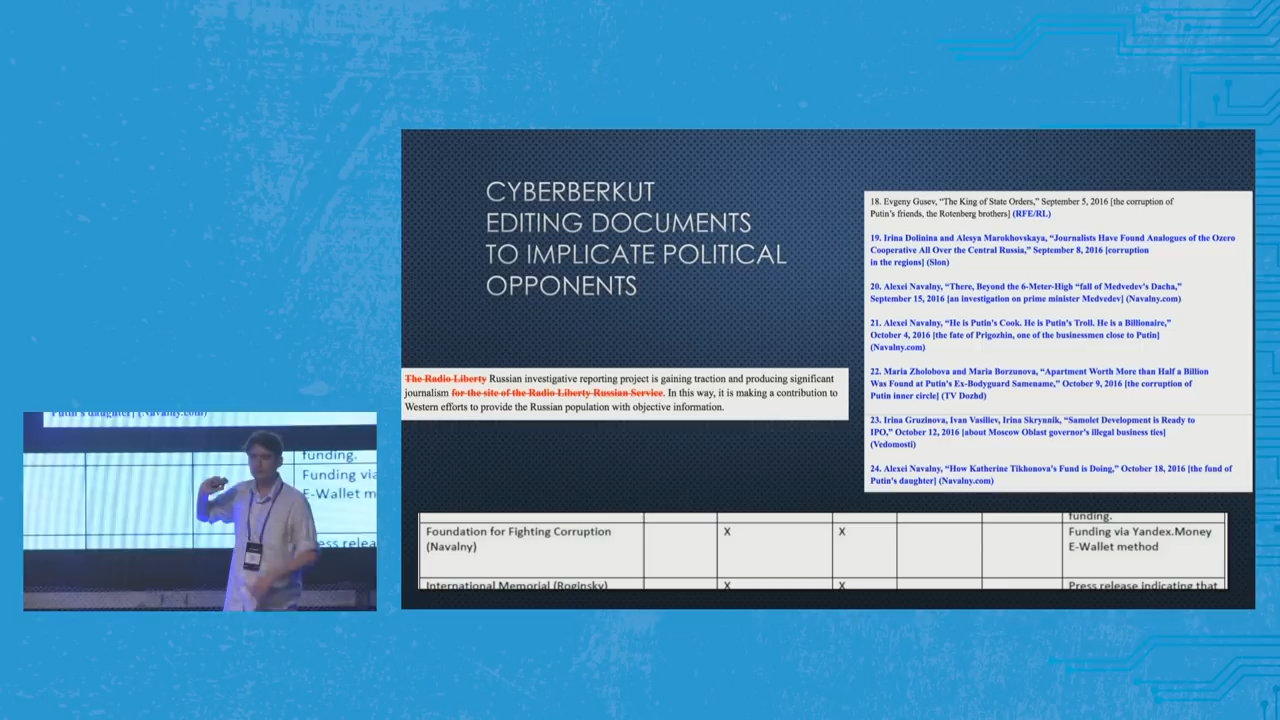 CYBERBERKUT
EDITING DOCUMENTS
TO IMPLICATE POLITICAL
OPPONENTS
The Radio Liberty Russian investigative reporting project is gaining traction and producing significant
journalism for the site of the Radio Liberty Russian Service. In this way, it is making a contribution to
Western efforts to provide the Russian population with objective information.
18. Evgeny Gusev, “The King of State Orders,” September 5, 2016 [the corruption of
Putin’s friends, the Rotenberg brothers] (RFE/RL)
19. Irina Dolinina and Alesya Marokhovskaya, “Journalists Have Found Analogues of the Ozero
Cooperative All Over the Central Russia,” September 8, 2016 [corruption
in the regions] (Slon)
20. Alexei Navalny, “There, Beyond the 6-Meter-High “fall of Medvedev’s Dacha,”
September 15, 2016 [an investigation on prime minister Medvedev] (Navalny.com)
21. Alexei Navalny, “He is Putin’s Cook. He is Putin’s Troll. He is a Billionaire,”
October 4, 2016 [the fate of Prigozhin, one of the businessmen close to Putin]
(Navalny.com)
22. Maria Zholobova and Maria Borzunova, “Apartment Worth More than Half a Billion
Was Found at Putin’s Ex-Bodyguard Samename,” October 9, 2016 [the corruption of
Putin inner circle] (TV Dozhd)
23. Irina Gruzinova, Ivan Vasiliev, Irina Skrynnik, “Samolet Development is Ready to
IPO,” October 12, 2016 [about Moscow Oblast governor’s illegal business ties]
(Vedomosti)
24. Alexei Navalny, “How Katherine Tikhonova’s Fund is Doing,” October 18, 2016 [the fund of
Putin’s daughter] (Navalny.com)
funding.
Foundation for Fighting Corruption X X Funding via Yandex.Money
(Navalny) E-Wallet method
International Memorial (Roginsky) X X Press release indicating that
Putin's daughter] (Navalny.com)
funding.
Funding via
E-Wallet m
ess relea